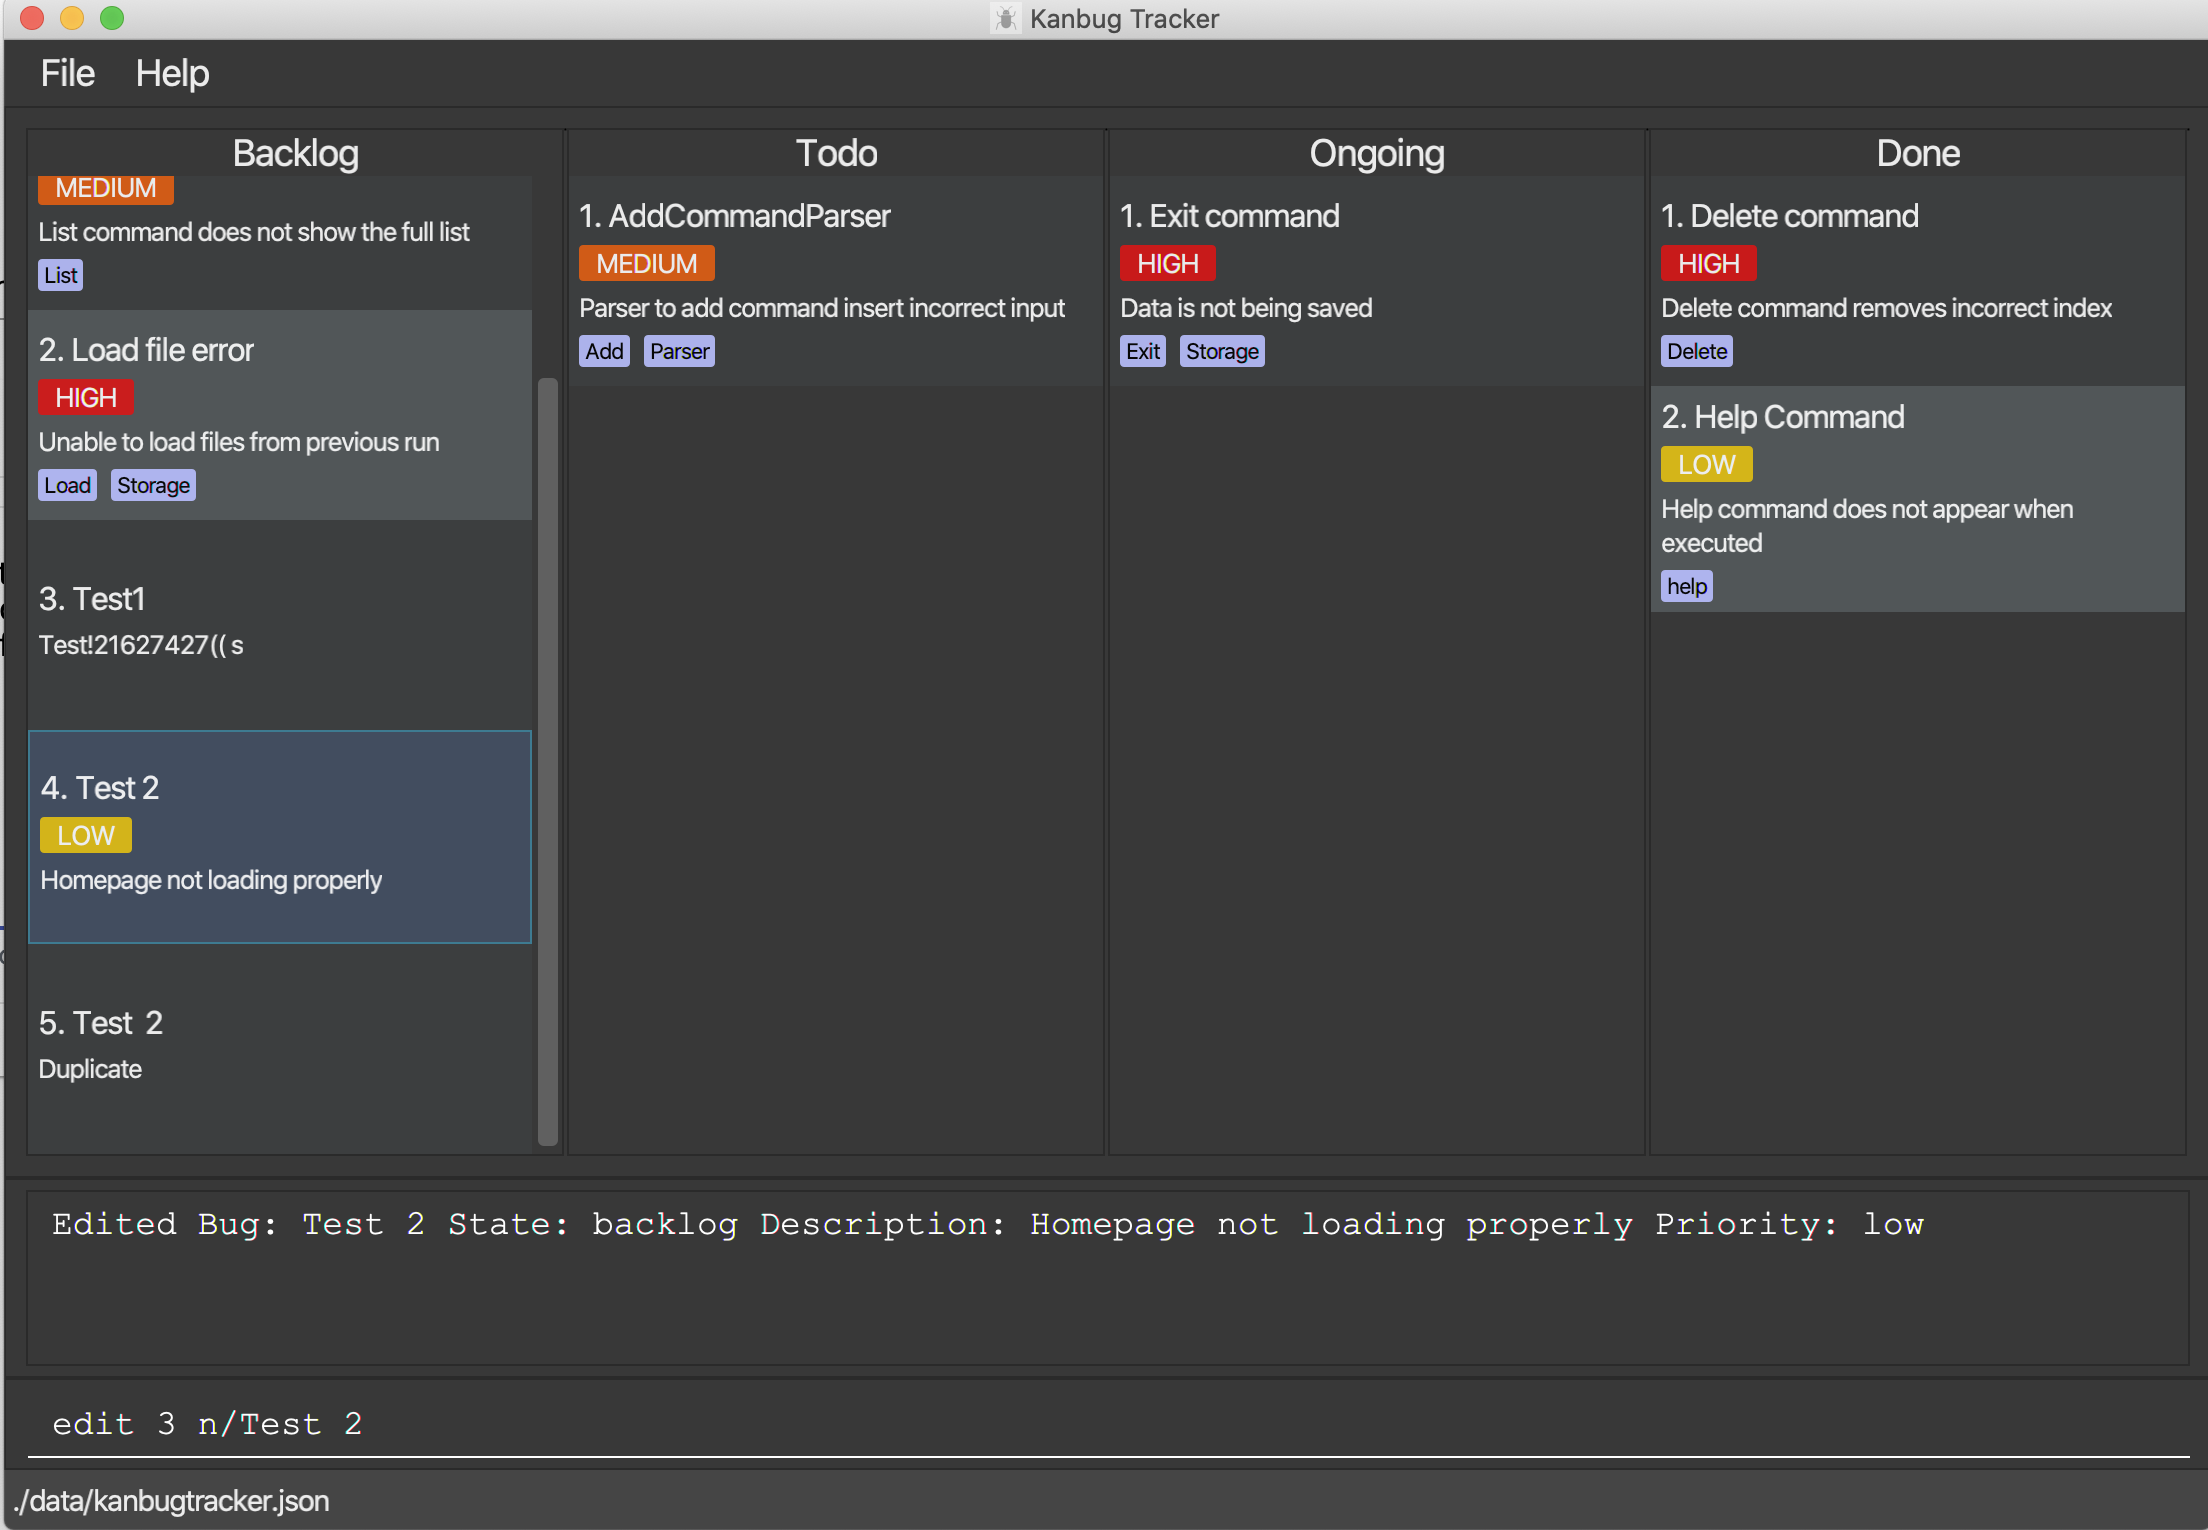 Kanbug Tracker
File Help
Backlog
MEDIUM
List command does not show the full list
List
2. Load file error
HIGH
Unable to load files from previous run
Load Storage
3. Test1
Test!21627427(( s
4. Test 2
LOW
Homepage not loading properly
5. Test  2
Duplicate
Todo
1. AddCommandParser
MEDIUM
Parser to add command insert incorrect input
Add Parser
Ongoing
1. Exit command
HIGH
Data is not being saved
Exit Storage
Done
1. Delete command
HIGH
Delete command removes incorrect index
Delete
2. Help Command
LOW
Help command does not appear when
executed
help
Edited Bug: Test 2 State: backlog Description: Homepage not loading properly Priority: low
edit 3 n/Test 2
./data/kanbugtracker.json